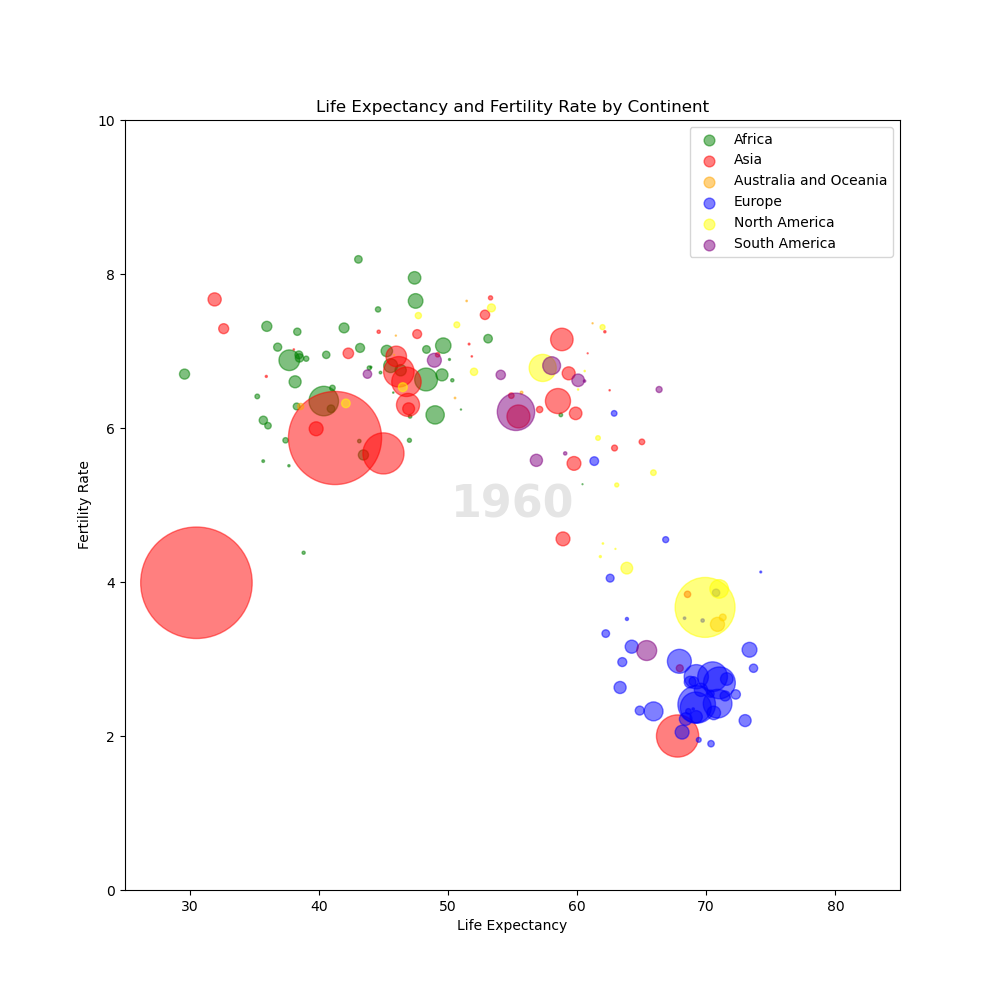 Life Expectancy and Fertility Rate by Continent
10
8
6
4
2
0
Fertility Rate
Africa
Asia
Australia and Oceania
Europe
North America
South America
1960
30 40 50 60 70 80
Life Expectancy